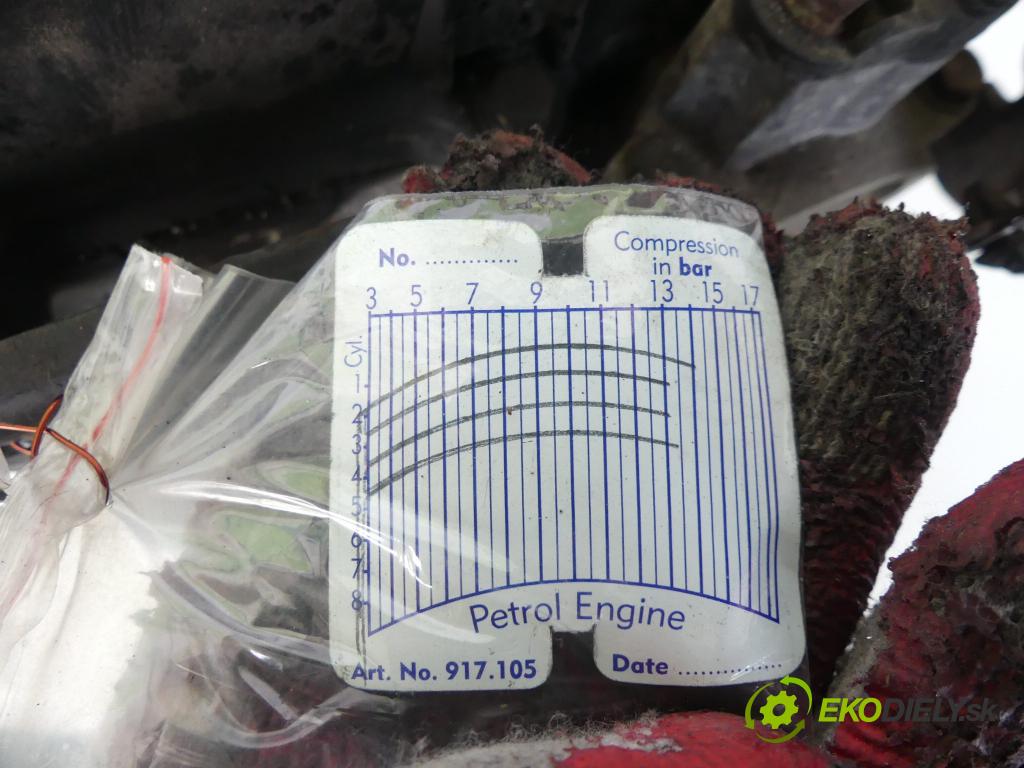 No. .............
Compression
in bar
3 5 7 9 11 13 15 17
Cyl.
1
2
3
4
5
6
7
8
Petrol Engine
Art. No. 917.105
Date ...............
EKODIELY.sk